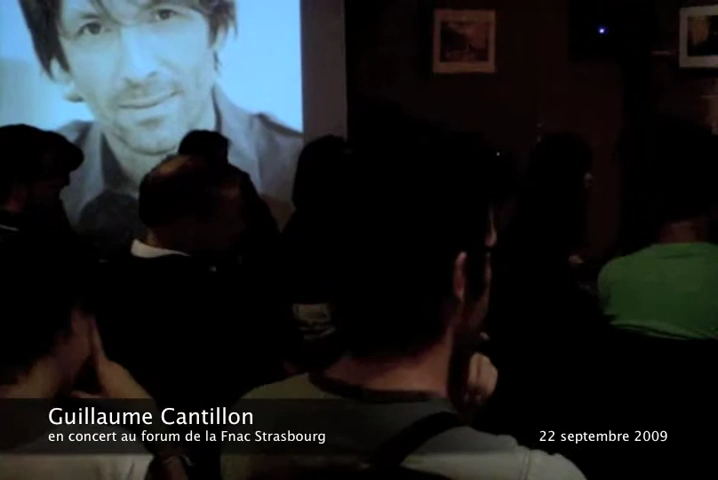 Guillaume Cantillon
en concert au forum de la Fnac Strasbourg
22 septembre 2009